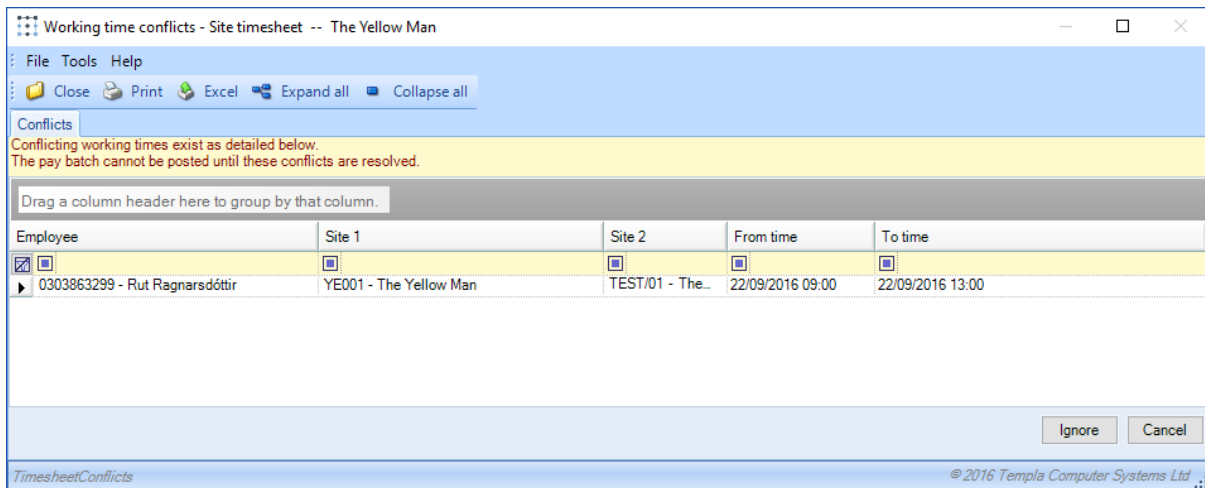 Working time conflicts - Site timesheet -- The Yellow Man
File Tools Help
Close Print Excel Expand all Collapse all
Conflicts
Conflicting working times exist as detailed below.
The pay batch cannot be posted until these conflicts are resolved.
Drag a column header here to group by that column.
Employee Site 1 Site 2 From time To time
0303863299 - Rut Ragnarsdóttir YE001 - The Yellow Man TEST/01 - The... 22/09/2016 09:00 22/09/2016 13:00
Ignore Cancel
TimesheetConflicts © 2016 Templa Computer Systems Ltd